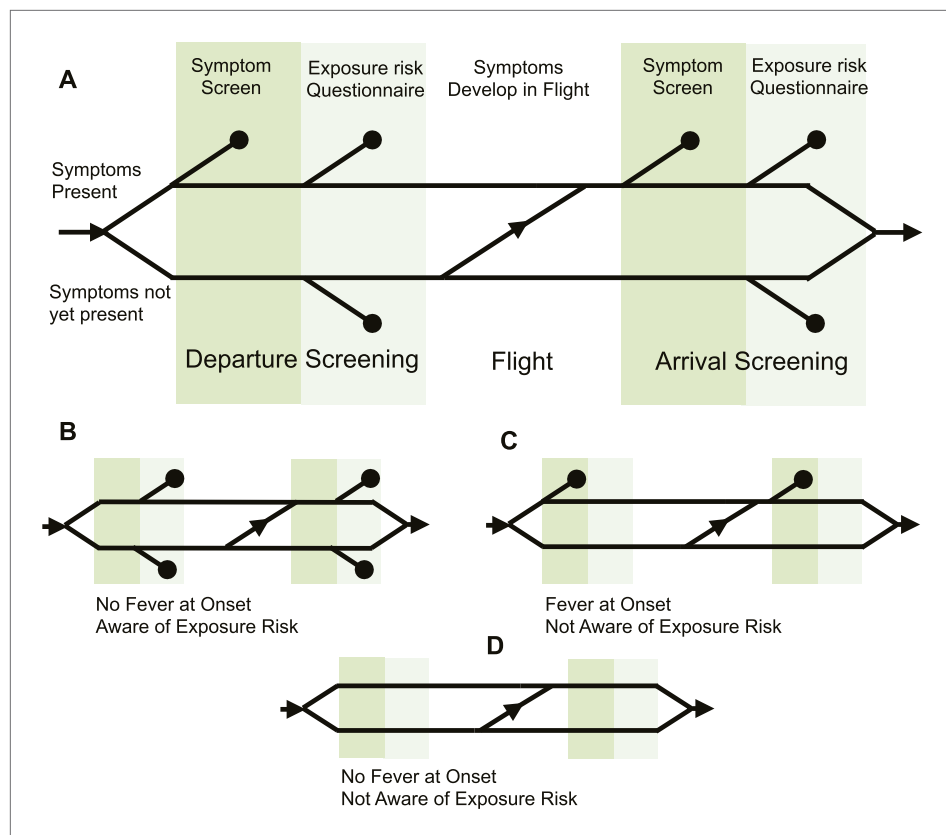 A
Symptom
Screen
Exposure risk
Questionnaire
Symptoms
Develop in Flight
Symptom
Screen
Exposure risk
Questionnaire
Symptoms
Present
Symptoms not
yet present
Departure Screening
Flight
Arrival Screening
B
No Fever at Onset
Aware of Exposure Risk
C
Fever at Onset
Not Aware of Exposure Risk
D
No Fever at Onset
Not Aware of Exposure Risk